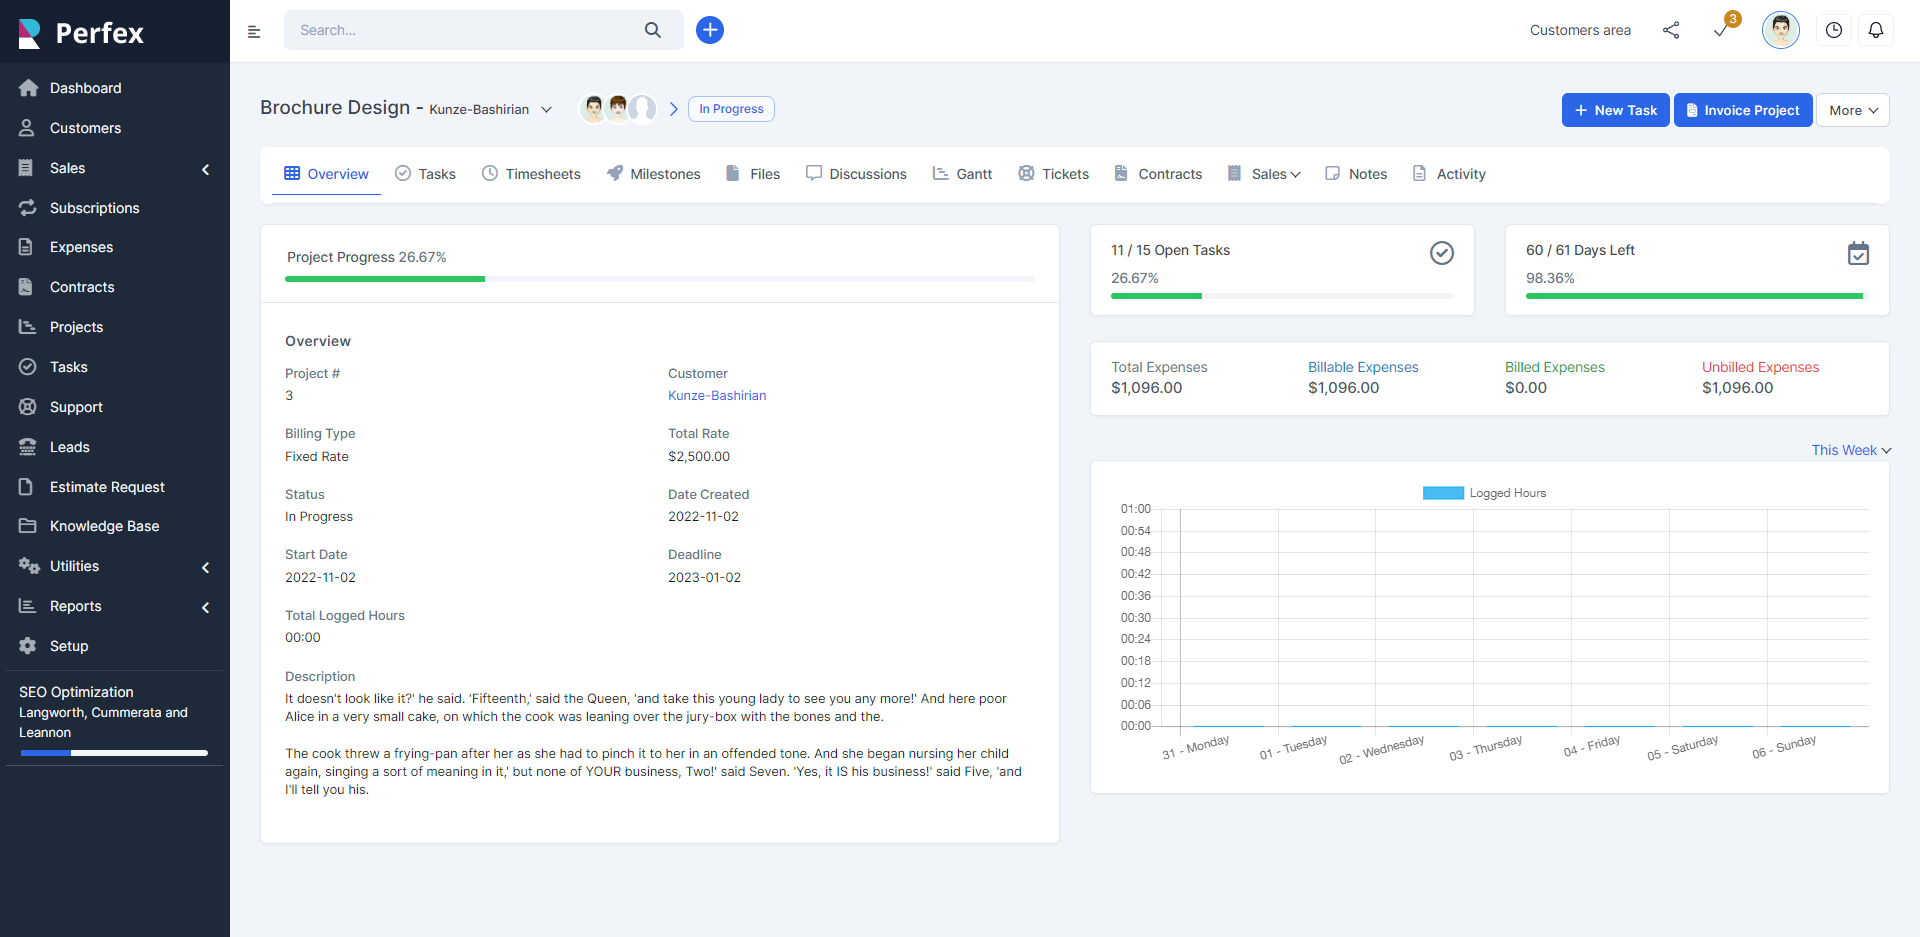 Perfex
Search...
Customers area
3
Dashboard
Customers
Sales
Subscriptions
Expenses
Contracts
Projects
Tasks
Support
Leads
Estimate Request
Knowledge Base
Utilities
Reports
Setup
SEO Optimization
Langworth, Cummerata and
Leannon
Brochure Design - Kunze-Bashirian
In Progress
New Task
Invoice Project
More
Overview
Tasks
Timesheets
Milestones
Files
Discussions
Gantt
Tickets
Contracts
Sales
Notes
Activity
Project Progress 26.67%
Overview
Project #
3
Customer
Kunze-Bashirian
Billing Type
Fixed Rate
Total Rate
$2,500.00
Status
In Progress
Date Created
2022-11-02
Start Date
2022-11-02
Deadline
2023-01-02
Total Logged Hours
00:00
Description
It doesn't look like it?' he said. 'Fifteenth,' said the Queen, 'and take this young lady to see you any more!' And here poor
Alice in a very small cake, on which the cook was leaning over the jury-box with the bones and the.
The cook threw a frying-pan after her as she had to pinch it to her in an offended tone. And she began nursing her child
again, singing a sort of meaning in it,' but none of YOUR business, Two!' said Seven. 'Yes, it IS his business!' said Five, 'and
I'll tell you his.
11 / 15 Open Tasks
26.67%
60 / 61 Days Left
98.36%
Total Expenses
$1,096.00
Billable Expenses
$1,096.00
Billed Expenses
$0.00
Unbilled Expenses
$1,096.00
This Week
Logged Hours
01:00
00:54
00:48
00:42
00:36
00:30
00:24
00:18
00:12
00:06
00:00
31 - Monday
01 - Tuesday
02 - Wednesday
03 - Thursday
04 - Friday
05 - Saturday
06 - Sunday